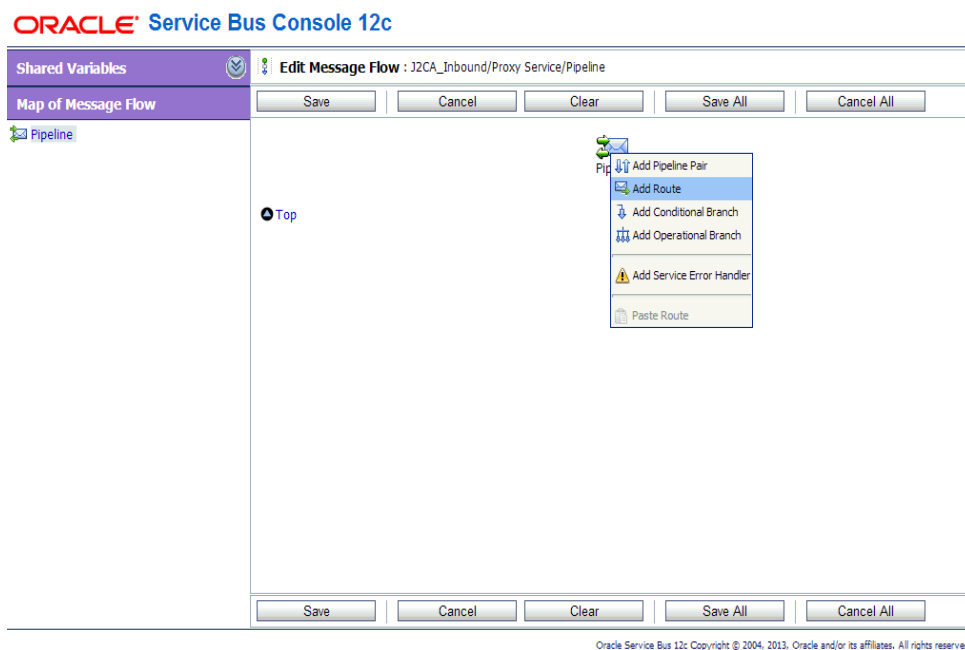 ORACLE Service Bus Console 12c
Shared Variables
Map of Message Flow
Pipeline
Edit Message Flow : J2CA_Inbound/Proxy Service/Pipeline
Save Cancel Clear Save All Cancel All
Add Pipeline Pair
Add Route
Add Conditional Branch
Add Operational Branch
Add Service Error Handler
Paste Route
Top
Save Cancel Clear Save All Cancel All
Oracle Service Bus 12c Copyright © 2004, 2013, Oracle and/or its affiliates. All rights reserve